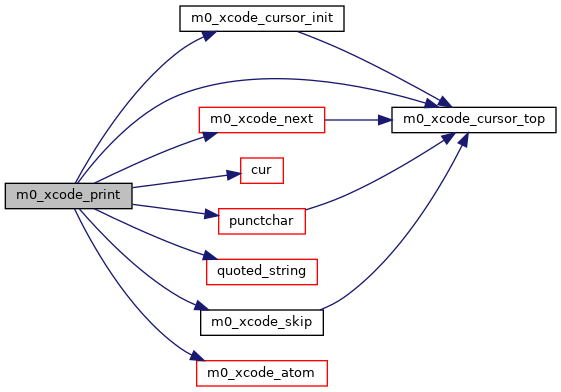 m0_xcode_cursor_init
m0_xcode_next
m0_xcode_cursor_top
cur
m0_xcode_print
punctchar
quoted_string
m0_xcode_skip
m0_xcode_atom